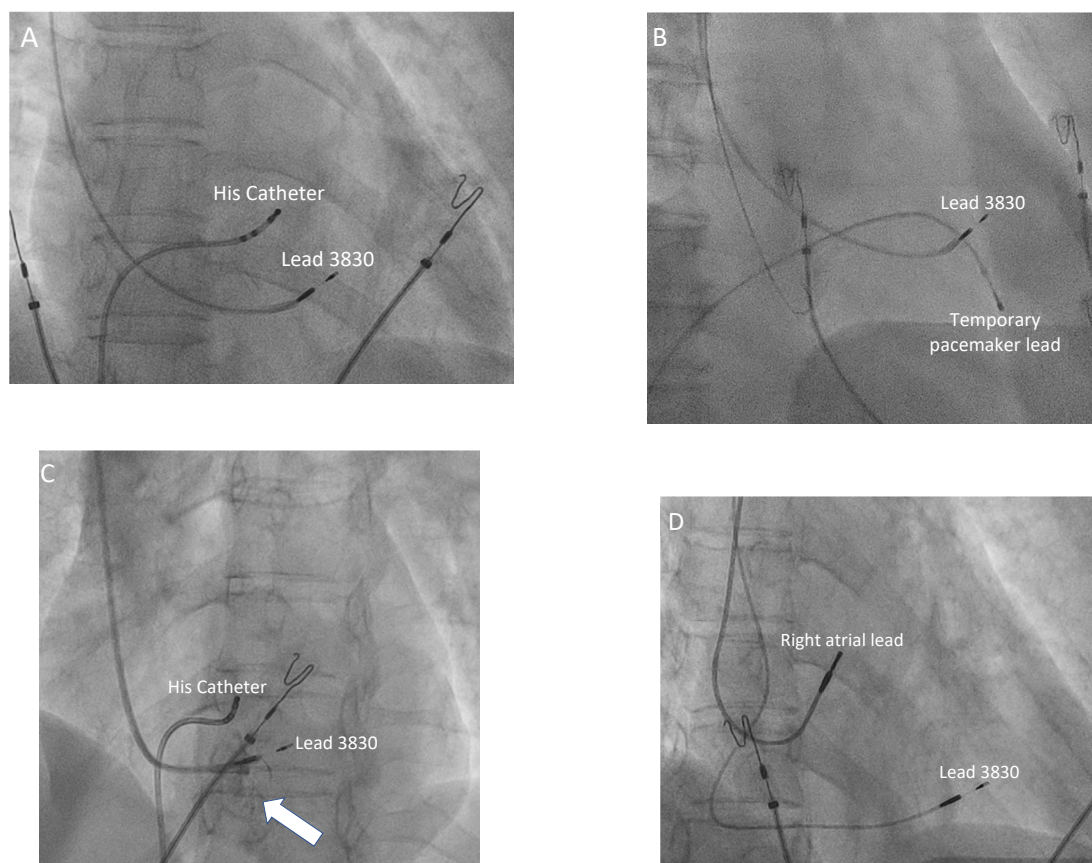 A
His Catheter
Lead 3830
B
Lead 3830
Temporary
pacemaker lead
C
His Catheter
Lead 3830
D
Right atrial lead
Lead 3830